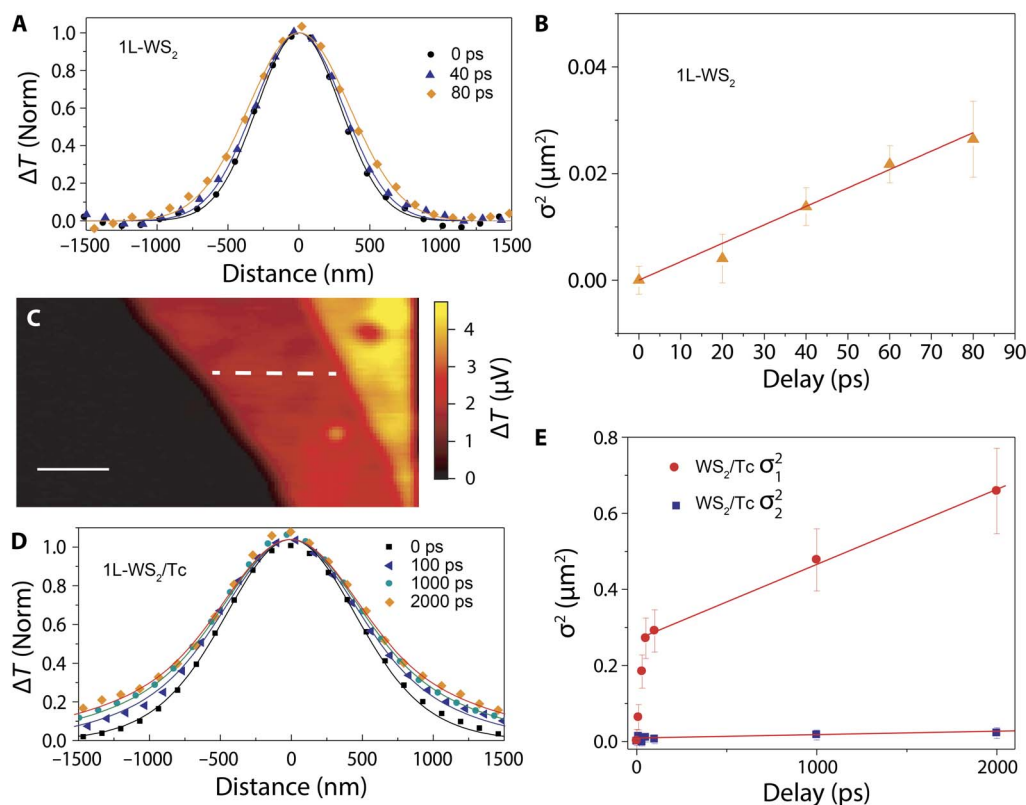 A
1L-WS₂
0 ps
40 ps
80 ps
ΔT (Norm)
1.0
0.8
0.6
0.4
0.2
0.0
−1500 −1000 −500 0 500 1000 1500
Distance (nm)
B
1L-WS₂
σ² (μm²)
0.04
0.02
0.00
0 10 20 30 40 50 60 70 80 90
Delay (ps)
C
4
3
2
1
0
ΔT (μV)
D
1L-WS₂/Tc
0 ps
100 ps
1000 ps
2000 ps
ΔT (Norm)
1.0
0.8
0.6
0.4
0.2
0.0
−1500 −1000 −500 0 500 1000 1500
Distance (nm)
E
WS₂/Tc σ₁²
WS₂/Tc σ₂²
σ² (μm²)
0.8
0.6
0.4
0.2
0.0
0 1000 2000
Delay (ps)